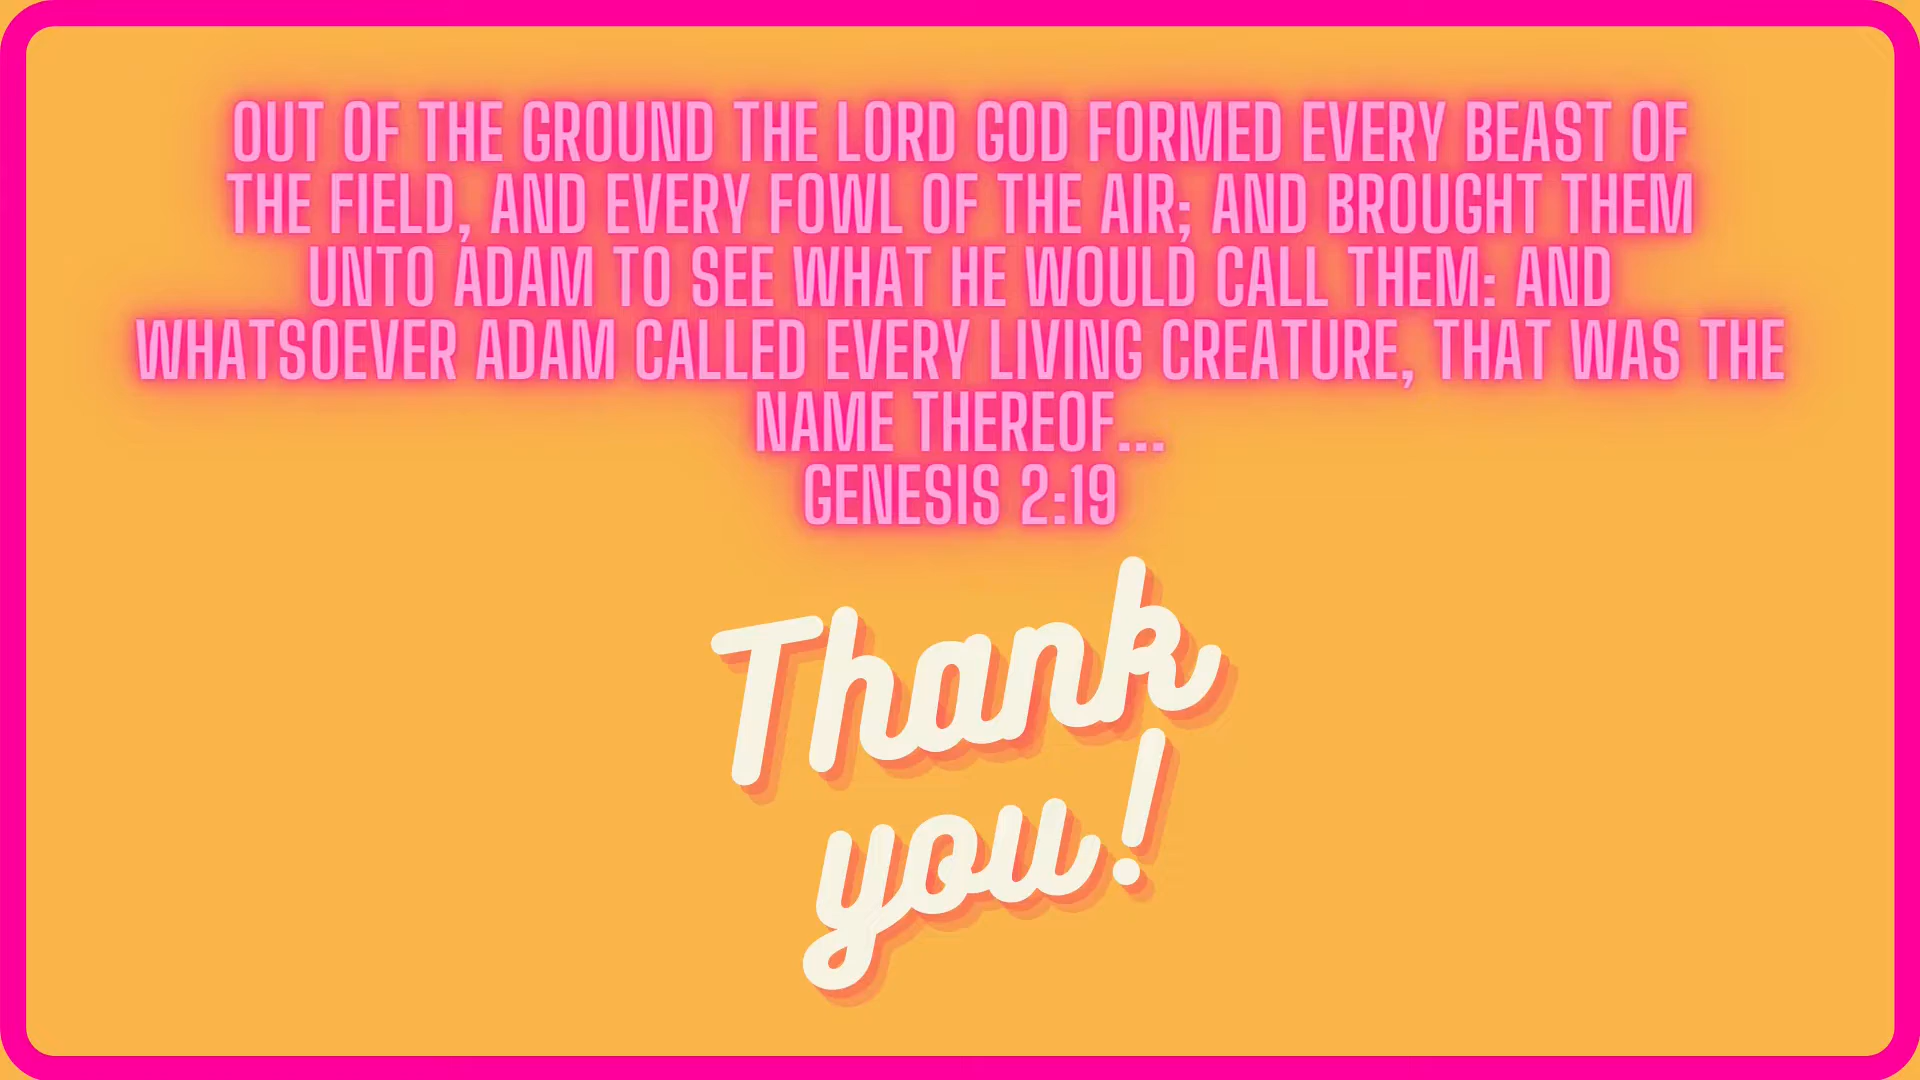 OUT OF THE GROUND THE LORD GOD FORMED EVERY BEAST OF
THE FIELD, AND EVERY FOWL OF THE AIR; AND BROUGHT THEM
UNTO ADAM TO SEE WHAT HE WOULD CALL THEM: AND
WHATSOEVER ADAM CALLED EVERY LIVING CREATURE, THAT WAS THE
NAME THEREOF...
GENESIS 2:19
Thank
you!